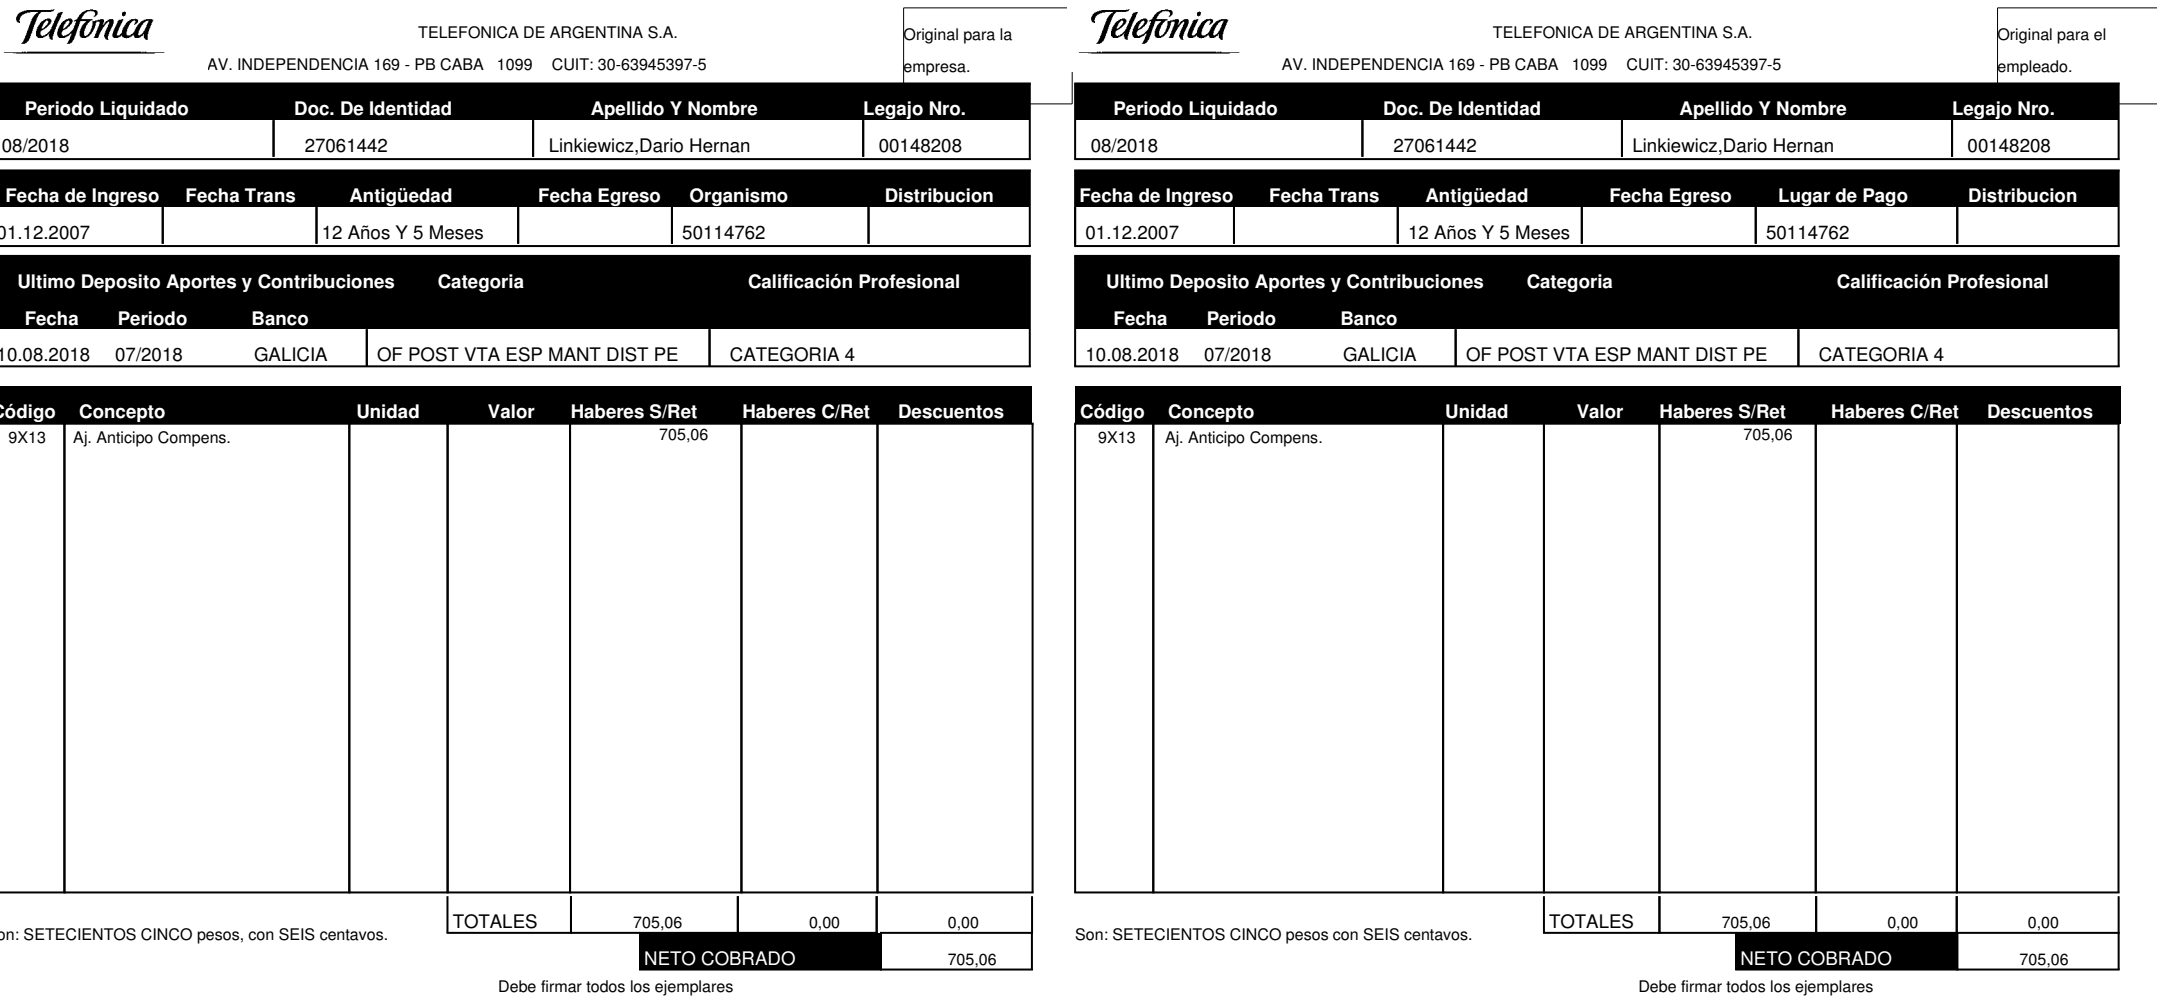 Telefónica
TELEFONICA DE ARGENTINA S.A.
AV. INDEPENDENCIA 169 - PB CABA 1099 CUIT: 30-63945397-5
Original para la
empresa.
Periodo Liquidado Doc. De Identidad Apellido Y Nombre Legajo Nro.
08/2018 27061442 Linkiewicz,Dario Hernan 00148208
Fecha de Ingreso Fecha Trans Antigüedad Fecha Egreso Organismo Distribucion
01.12.2007 12 Años Y 5 Meses 50114762
Ultimo Deposito Aportes y Contribuciones Categoria Calificación Profesional
Fecha Periodo Banco
10.08.2018 07/2018 GALICIA OF POST VTA ESP MANT DIST PE CATEGORIA 4
Código Concepto Unidad Valor Haberes S/Ret Haberes C/Ret Descuentos
9X13 Aj. Anticipo Compens. 705,06
TOTALES 705,06 0,00 0,00
on: SETECIENTOS CINCO pesos, con SEIS centavos.
NETO COBRADO 705,06
Debe firmar todos los ejemplares
Telefónica
TELEFONICA DE ARGENTINA S.A.
AV. INDEPENDENCIA 169 - PB CABA 1099 CUIT: 30-63945397-5
Original para el
empleado.
Periodo Liquidado Doc. De Identidad Apellido Y Nombre Legajo Nro.
08/2018 27061442 Linkiewicz,Dario Hernan 00148208
Fecha de Ingreso Fecha Trans Antigüedad Fecha Egreso Lugar de Pago Distribucion
01.12.2007 12 Años Y 5 Meses 50114762
Ultimo Deposito Aportes y Contribuciones Categoria Calificación Profesional
Fecha Periodo Banco
10.08.2018 07/2018 GALICIA OF POST VTA ESP MANT DIST PE CATEGORIA 4
Código Concepto Unidad Valor Haberes S/Ret Haberes C/Ret Descuentos
9X13 Aj. Anticipo Compens. 705,06
TOTALES 705,06 0,00 0,00
Son: SETECIENTOS CINCO pesos con SEIS centavos.
NETO COBRADO 705,06
Debe firmar todos los ejemplares